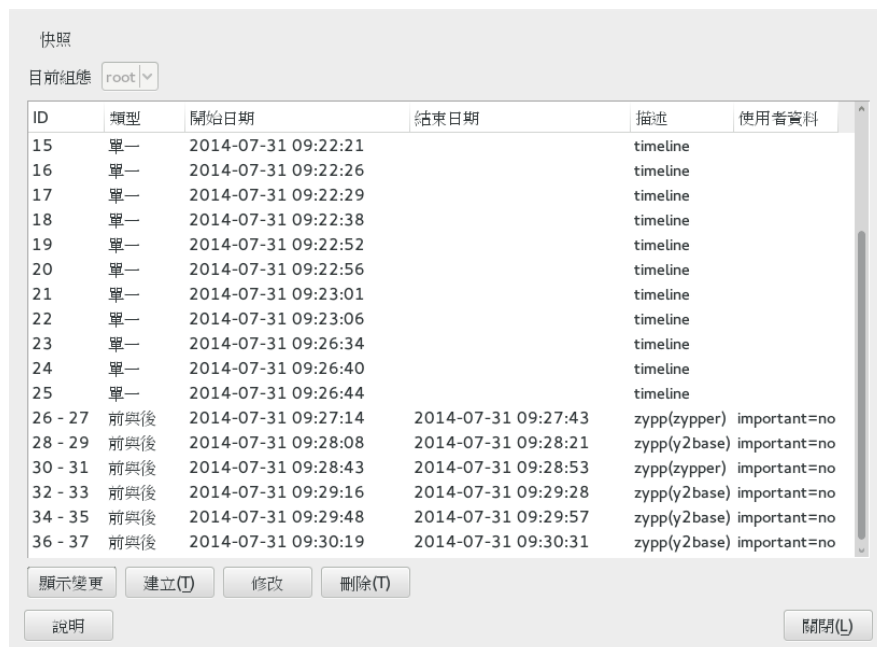 快照
目前組態 root
ID 類型 開始日期 結束日期 描述 使用者資料
15 單一 2014-07-31 09:22:21 timeline
16 單一 2014-07-31 09:22:26 timeline
17 單一 2014-07-31 09:22:29 timeline
18 單一 2014-07-31 09:22:38 timeline
19 單一 2014-07-31 09:22:52 timeline
20 單一 2014-07-31 09:22:56 timeline
21 單一 2014-07-31 09:23:01 timeline
22 單一 2014-07-31 09:23:06 timeline
23 單一 2014-07-31 09:26:34 timeline
24 單一 2014-07-31 09:26:40 timeline
25 單一 2014-07-31 09:26:44 timeline
26 - 27 前與後 2014-07-31 09:27:14 2014-07-31 09:27:43 zypp(zypper) important=no
28 - 29 前與後 2014-07-31 09:28:08 2014-07-31 09:28:21 zypp(y2base) important=no
30 - 31 前與後 2014-07-31 09:28:43 2014-07-31 09:28:53 zypp(zypper) important=no
32 - 33 前與後 2014-07-31 09:29:16 2014-07-31 09:29:28 zypp(y2base) important=no
34 - 35 前與後 2014-07-31 09:29:48 2014-07-31 09:29:57 zypp(y2base) important=no
36 - 37 前與後 2014-07-31 09:30:19 2014-07-31 09:30:31 zypp(y2base) important=no
顯示變更 建立(T) 修改 刪除(T)
說明 關閉(L)